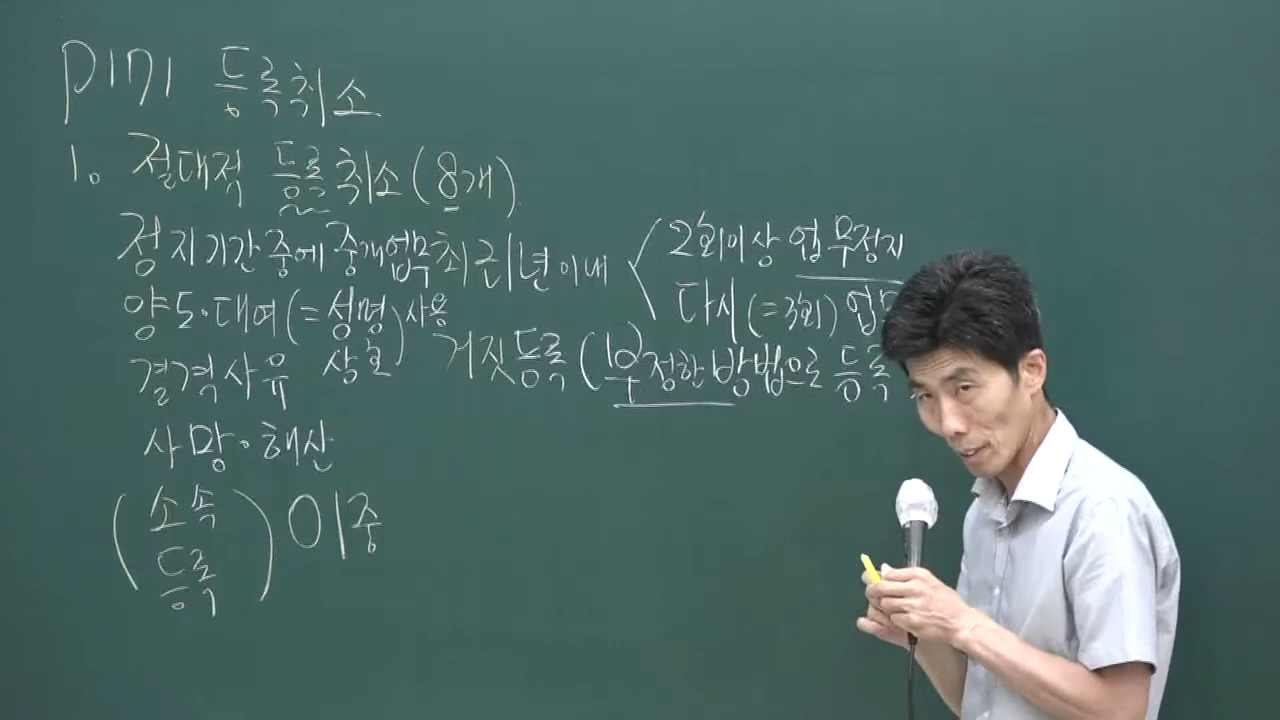 P171 등록취소
1. 절대적 등록취소(8개)
정지기간중에 중개업무 최근1년이내 2회이상 업무정지
다시(=3회) 업무
양도·대여(=성명 상호)사용
거짓등록(부정한방법으로 등록
결격사유
사망·해산
(소속 등록) 이중